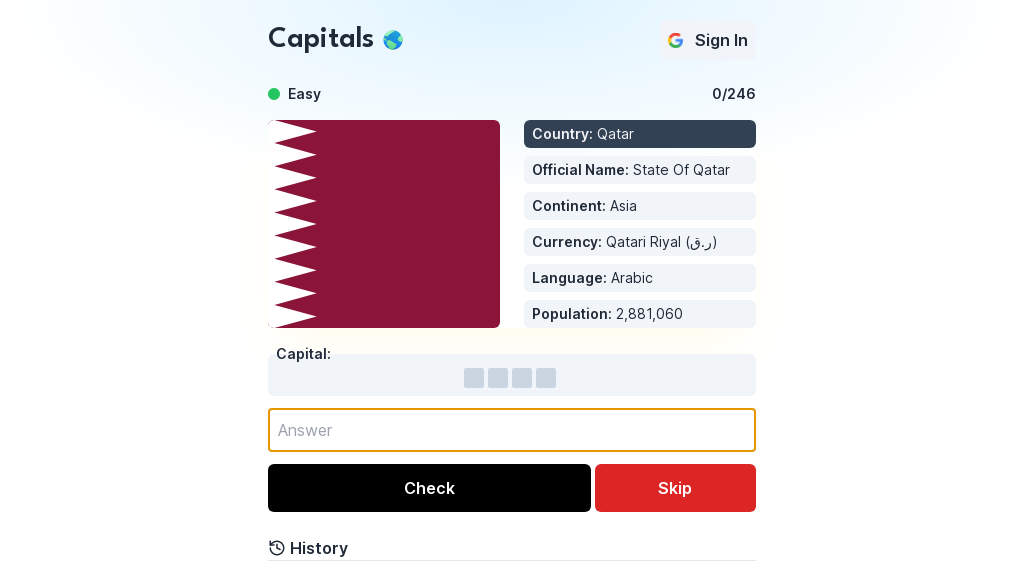 Capitals
Sign In
Easy
0/246
Country: Qatar
Official Name: State Of Qatar
Continent: Asia
Currency: Qatari Riyal (ر.ق)
Language: Arabic
Population: 2,881,060
Capital:
Answer
Check
Skip
History